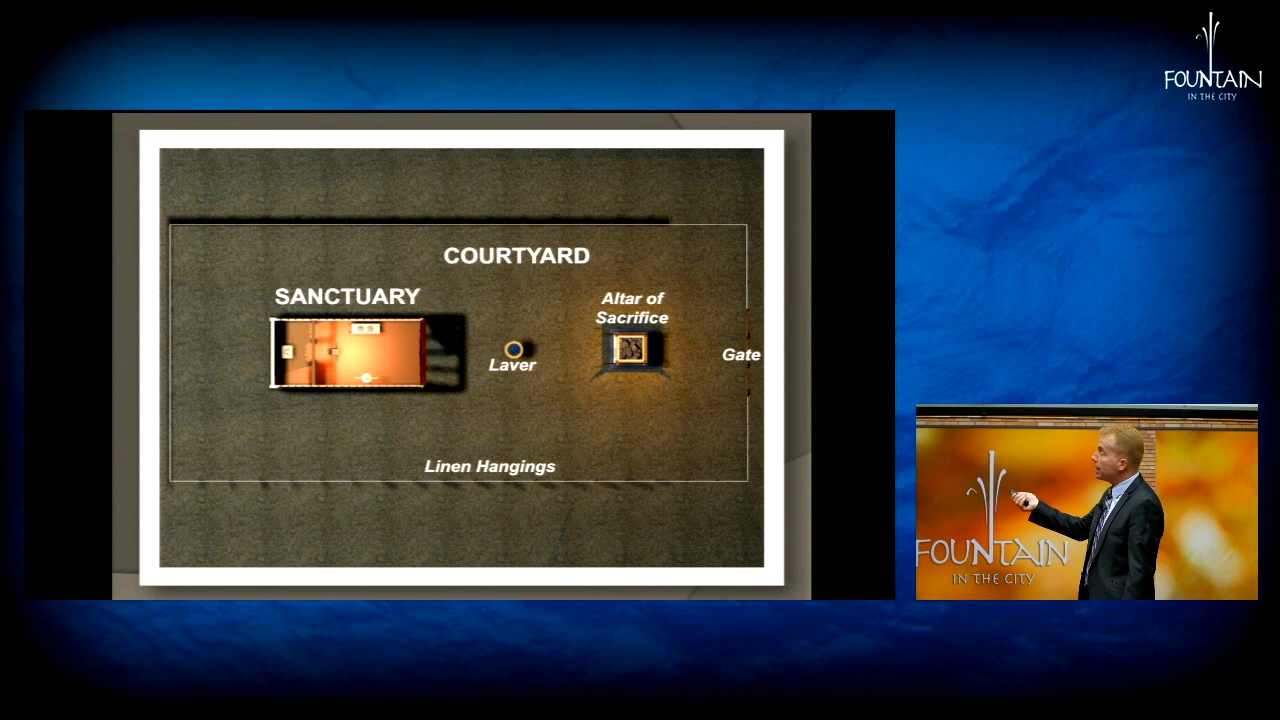 FOUNTAIN
IN THE CITY
COURTYARD
SANCTUARY
Altar of
Sacrifice
Gate
Laver
Linen Hangings
FOUNTAIN
IN THE CITY